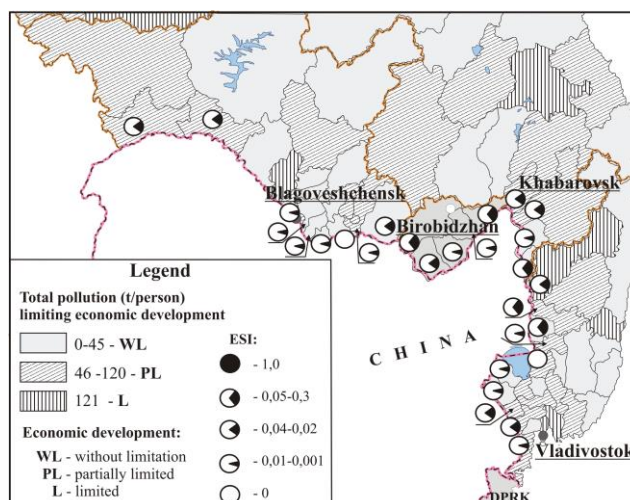 Blagoveshchensk
Khabarovsk
Birobidzhan
CHINA
Vladivostok
DPRK
Legend
Total pollution (t/person)
limiting economic development
0-45 - WL
46 -120 - PL
121 - L
Economic development:
WL - without limitation
PL - partially limited
L - limited
ESI:
- 1,0
- 0,05-0,3
- 0,04-0,02
- 0,01-0,001
- 0